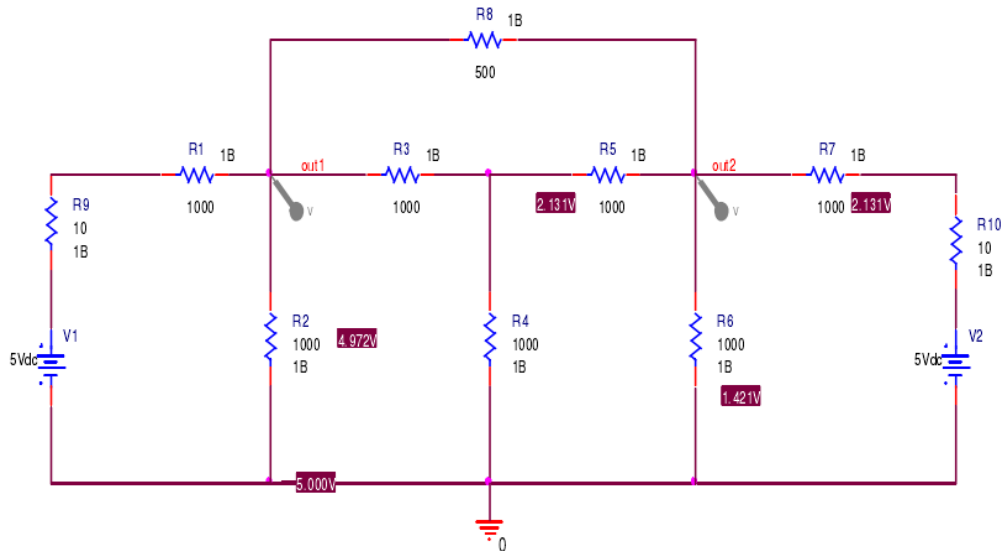 R8 1B
500
R1 1B
out1
R3 1B
R5 1B
out2
R7 1B
1000
1000
2.131V
1000
1000
2.131V
R9
10
1B
R10
10
1B
V1
5Vdc
R2
1000
1B
4.972V
R4
1000
1B
R6
1000
1B
1.421V
V2
5Vdc
V
V
5.000V
0